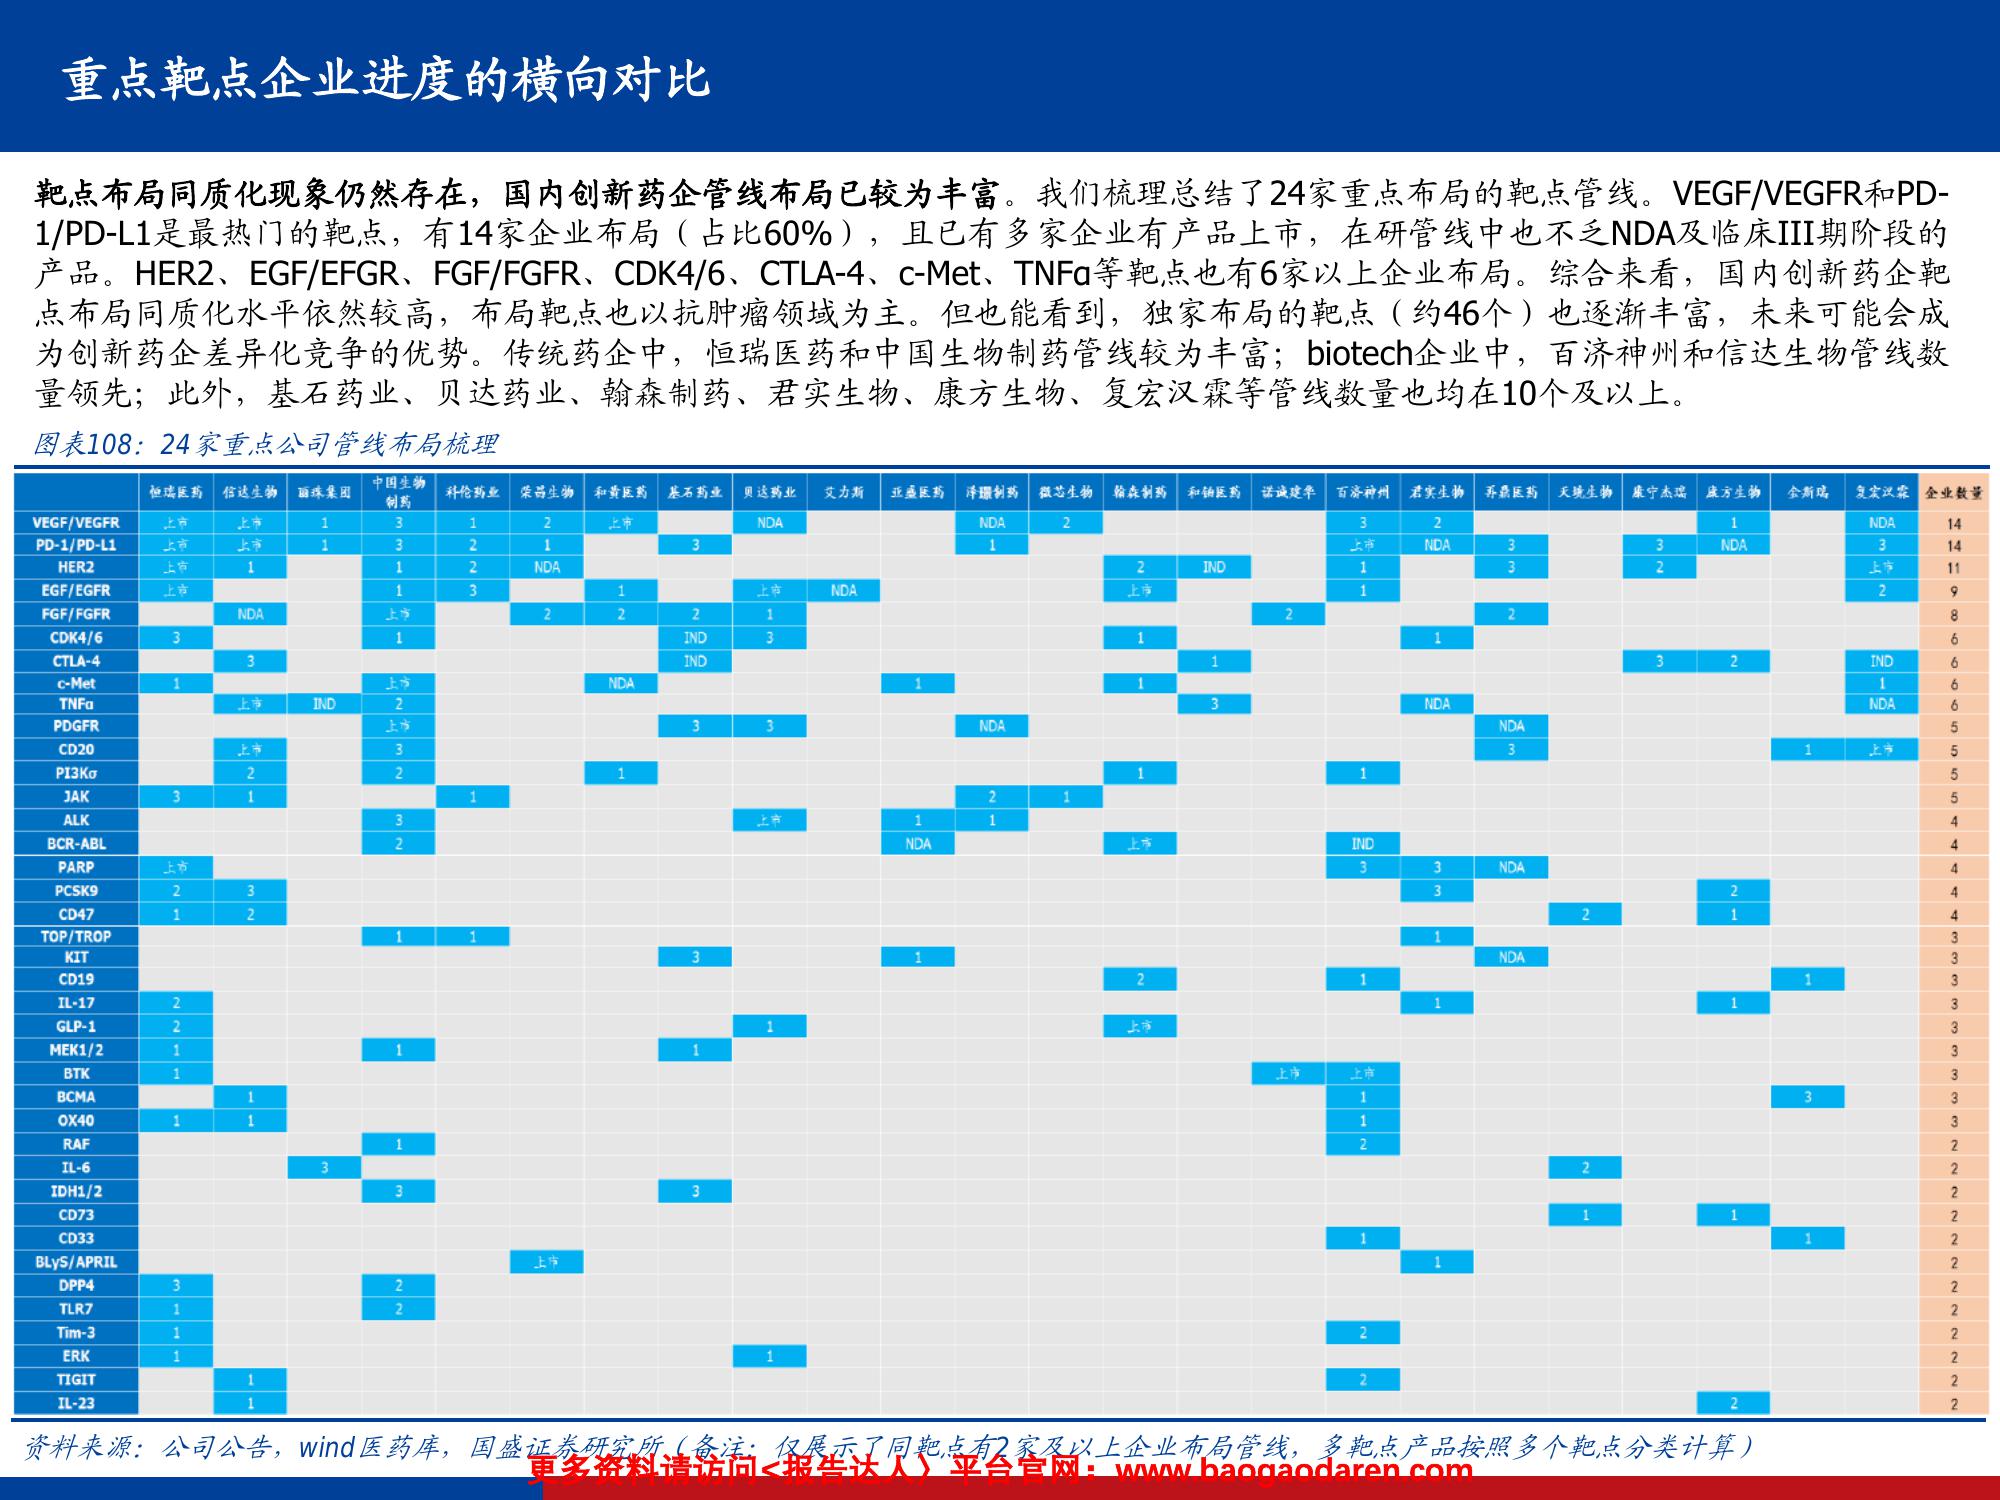 重点靶点企业进度的横向对比
靶点布局同质化现象仍然存在，国内创新药企管线布局已较为丰富。我们梳理总结了24家重点布局的靶点管线。VEGF/VEGFR和PD-
1/PD-L1是最热门的靶点，有14家企业布局（占比60%），且已有多家企业有产品上市，在研管线中也不乏NDA及临床III期阶段的
产品。HER2、EGF/EFGR、FGF/FGFR、CDK4/6、CTLA-4、c-Met、TNFα等靶点也有6家以上企业布局。综合来看，国内创新药企靶
点布局同质化水平依然较高，布局靶点也以抗肿瘤领域为主。但也能看到，独家布局的靶点（约46个）也逐渐丰富，未来可能会成
为创新药企差异化竞争的优势。传统药企中，恒瑞医药和中国生物制药管线较为丰富；biotech企业中，百济神州和信达生物管线数
量领先；此外，基石药业、贝达药业、翰森制药、君实生物、康方生物、复宏汉霖等管线数量也均在10个及以上。
图表108：24家重点公司管线布局梳理
恒瑞医药 信达生物 丽珠集团 中国生物制药 科伦药业 荣昌生物 和黄医药 基石药业 贝达药业 艾力斯 亚盛医药 泽璟制药 微芯生物 翰森制药 和铂医药 诺诚建华 百济神州 君实生物 再鼎医药 天境生物 康宁杰瑞 康方生物 金斯瑞 复宏汉霖 企业数量
VEGF/VEGFR 上市 上市 1 3 1 2 上市 NDA NDA 2 3 2 1 NDA 14
PD-1/PD-L1 上市 上市 1 3 2 1 3 1 上市 NDA 3 3 NDA 3 14
HER2 上市 1 1 2 NDA 2 IND 1 3 2 上市 11
EGF/EGFR 上市 1 3 1 上市 NDA 上市 1 2 9
FGF/FGFR NDA 上市 2 2 2 1 2 2 8
CDK4/6 3 1 IND 3 1 1 6
CTLA-4 3 IND 1 3 2 IND 6
c-Met 1 上市 NDA 1 1 1 6
TNFα 上市 IND 2 3 NDA NDA 6
PDGFR 上市 3 3 NDA NDA 5
CD20 上市 3 3 1 上市 5
PI3Kσ 2 2 1 1 1 5
JAK 3 1 1 2 1 5
ALK 3 上市 1 1 4
BCR-ABL 2 NDA 上市 IND 4
PARP 上市 3 3 NDA 4
PCSK9 2 3 3 2 4
CD47 1 2 2 1 4
TOP/TROP 1 1 1 3
KIT 3 1 NDA 3
CD19 2 1 1 3
IL-17 2 1 1 3
GLP-1 2 1 上市 3
MEK1/2 1 1 1 3
BTK 1 上市 上市 3
BCMA 1 1 3 3
OX40 1 1 1 3
RAF 1 2 2
IL-6 3 2 2
IDH1/2 3 3 2
CD73 1 1 2
CD33 1 1 2
BLyS/APRIL 上市 1 2
DPP4 3 2 2
TLR7 1 2 2
Tim-3 1 2 2
ERK 1 1 2
TIGIT 1 2 2
IL-23 1 2 2
资料来源：公司公告，wind医药库，国盛证券研究所（备注：仅展示了同靶点有2家及以上企业布局管线，多靶点产品按照多个靶点分类计算）
更多资料请访问<报告达人〉平台官网：www.baogaodaren.com